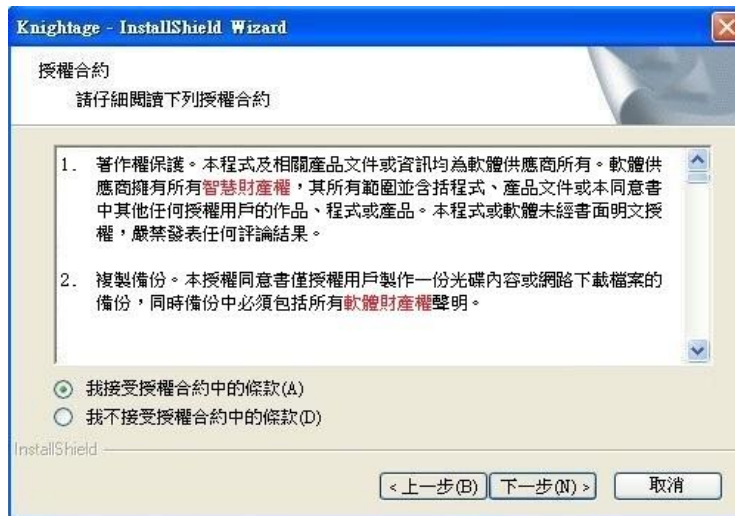 Knightage - InstallShield Wizard
授權合約
請仔細閱讀下列授權合約
1. 著作權保護。本程式及相關產品文件或資訊均為軟體供應商所有。軟體供
應商擁有所有智慧財產權，其所有範圍並含括程式、產品文件或本同意書
中其他任何授權用戶的作品、程式或產品。本程式或軟體未經書面明文授
權，嚴禁發表任何評論結果。
2. 複製備份。本授權同意書僅授權用戶製作一份光碟內容或網路下載檔案的
備份，同時備份中必須包括所有軟體財產權聲明。
我接受授權合約中的條款(A)
我不接受授權合約中的條款(D)
InstallShield
<上一步(B) 下一步(N)> 取消